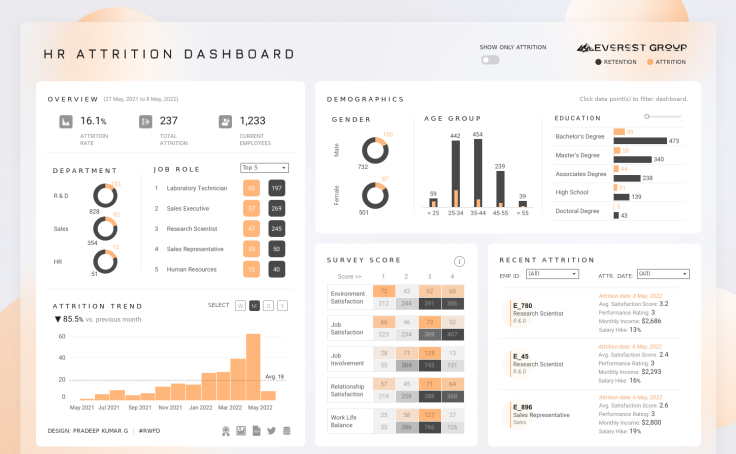 HR ATTRITION DASHBOARD
SHOW ONLY ATTRITION
EVEREST GROUP
RETENTION ATTRITION
OVERVIEW (27 May, 2021 to 8 May, 2022)
16.1% 237 1,233
ATTRITION RATE
TOTAL ATTRITION
CURRENT EMPLOYEES
DEPARTMENT
R & D
828
Sales
92
354
HR
12
51
JOB ROLE
Top 5
1 Laboratory Technician 62 197
2 Sales Executive 57 269
3 Research Scientist 47 245
4 Sales Representative 33 50
5 Human Resources 12 40
ATTRITION TREND
SELECT W M Q Y
▼ 85.5% vs. previous month
60
40
20
0
Avg. 18
May 2021 Jul 2021 Sep 2021 Nov 2021 Jan 2022 Mar 2022 May 2022
DESIGN: PRADEEP KUMAR G | #RWFD
DEMOGRAPHICS
Click data point(s) to filter dashboard.
GENDER
Male
150
732
Female
87
501
AGE GROUP
59 442 454 239 39
< 25 25-34 35-44 45-55 > 55
EDUCATION
Bachelor's Degree
473
Master's Degree
58
340
Associates Degree
44
238
High School
31
139
Doctoral Degree
5
43
SURVEY SCORE
Score >> 1 2 3 4
Environment Satisfaction
72 43 62 60
212 244 391 386
Job Satisfaction
66 46 73 52
223 234 369 407
Job Involvement
28 71 125 13
55 304 743 131
Relationship Satisfaction
57 45 71 64
219 258 388 368
Work Life Balance
25 58 127 27
55 286 766 126
RECENT ATTRITION
EMP ID: (All) ATTR. DATE: (All)
E_780
Research Scientist
R & D
Attrition date: 8 May, 2022
Avg. Satisfaction Score: 3.2
Performance Rating: 3
Monthly Income: $2,686
Salary Hike: 13%
E_45
Research Scientist
R & D
Attrition date: 6 May, 2022
Avg. Satisfaction Score: 2.4
Performance Rating: 3
Monthly Income: $2,293
Salary Hike: 16%
E_896
Sales Representative
Sales
Attrition date: 6 May, 2022
Avg. Satisfaction Score: 2.6
Performance Rating: 3
Monthly Income: $2,800
Salary Hike: 19%